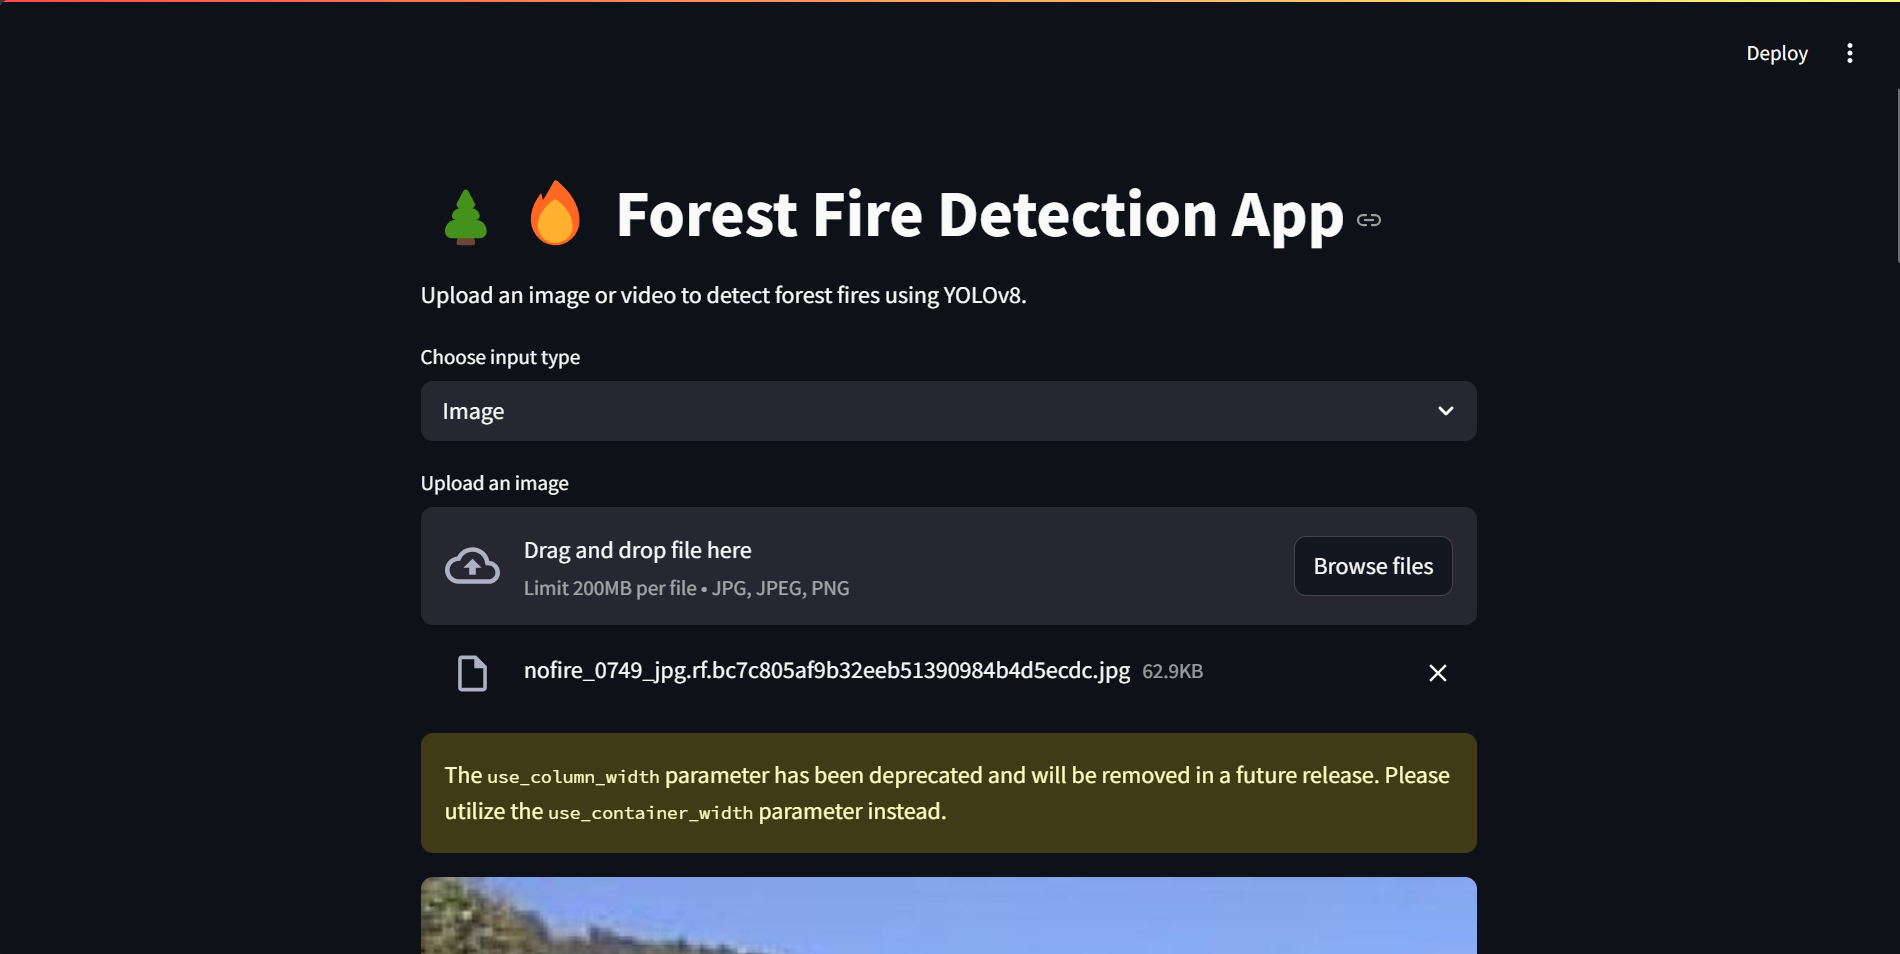 Deploy
Forest Fire Detection App
Upload an image or video to detect forest fires using YOLOv8.
Choose input type
Image
Upload an image
Drag and drop file here
Limit 200MB per file • JPG, JPEG, PNG
Browse files
nofire_0749_jpg.rf.bc7c805af9b32eeb51390984b4d5ecdc.jpg 62.9KB
The use_column_width parameter has been deprecated and will be removed in a future release. Please
utilize the use_container_width parameter instead.